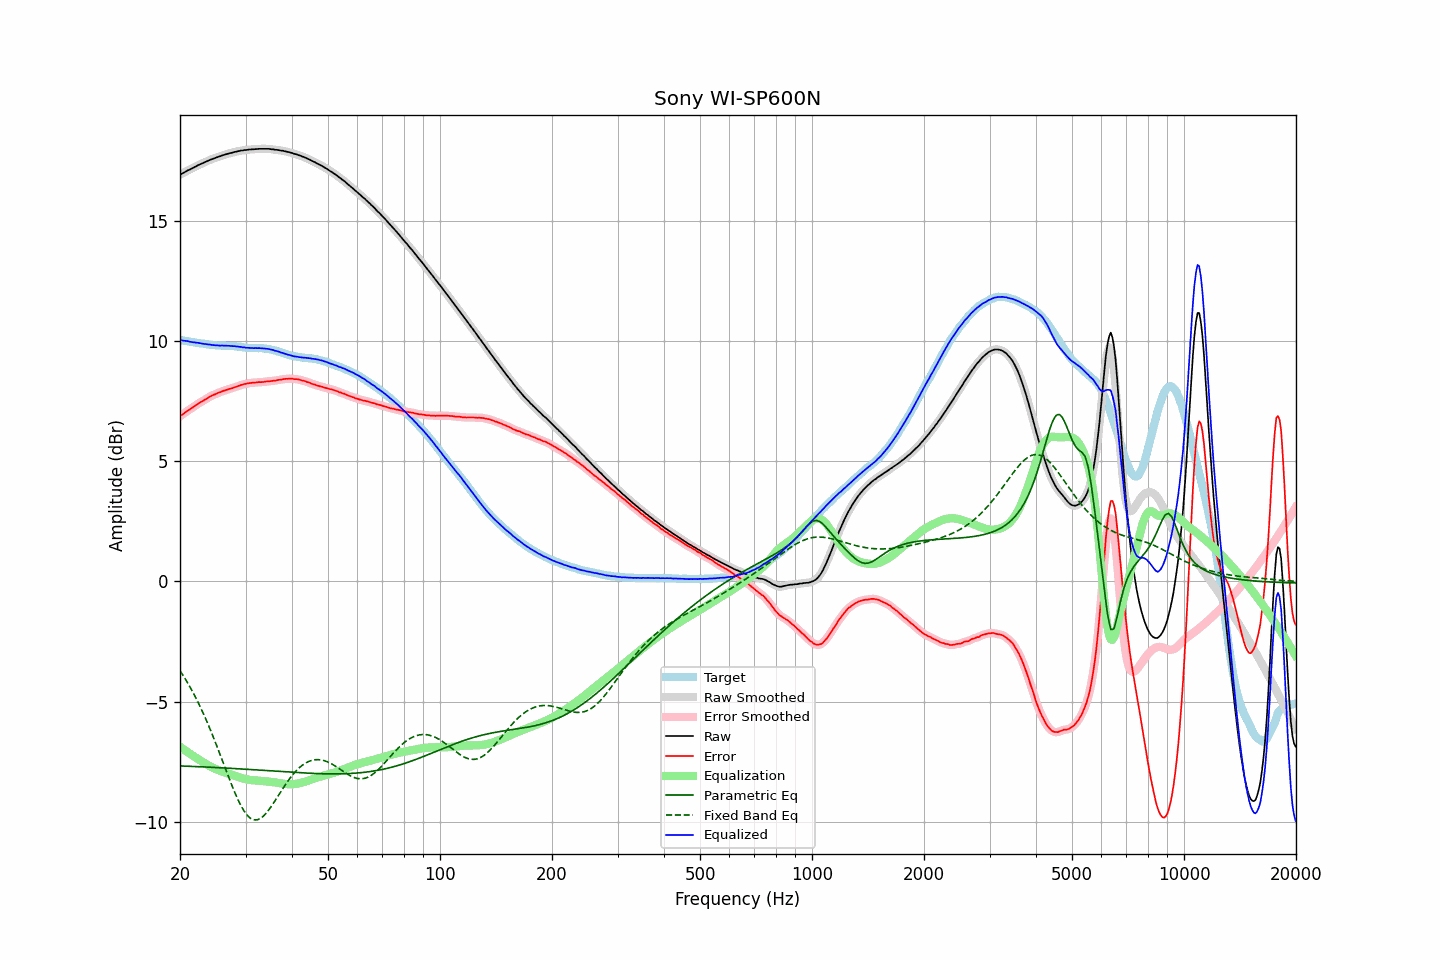 Sony WI-SP600N
Amplitude (dBr)
15
10
5
0
−5
−10
Target
Raw Smoothed
Error Smoothed
Raw
Error
Equalization
Parametric Eq
Fixed Band Eq
Equalized
20 50 100 200 500 1000 2000 5000 10000 20000
Frequency (Hz)